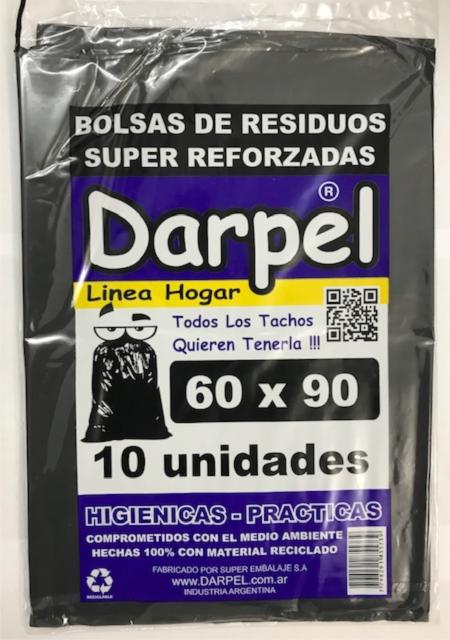 BOLSAS DE RESIDUOS
SUPER REFORZADAS
Darpel ®
Linea Hogar
Todos Los Tachos
Quieren Tenerla !!!
60 x 90
10 unidades
HIGIENICAS - PRACTICAS
COMPROMETIDOS CON EL MEDIO AMBIENTE
HECHAS 100% CON MATERIAL RECICLADO
FABRICADO POR SUPER EMBALAJE S.A
www.DARPEL.com.ar
INDUSTRIA ARGENTINA
RECICLABLE